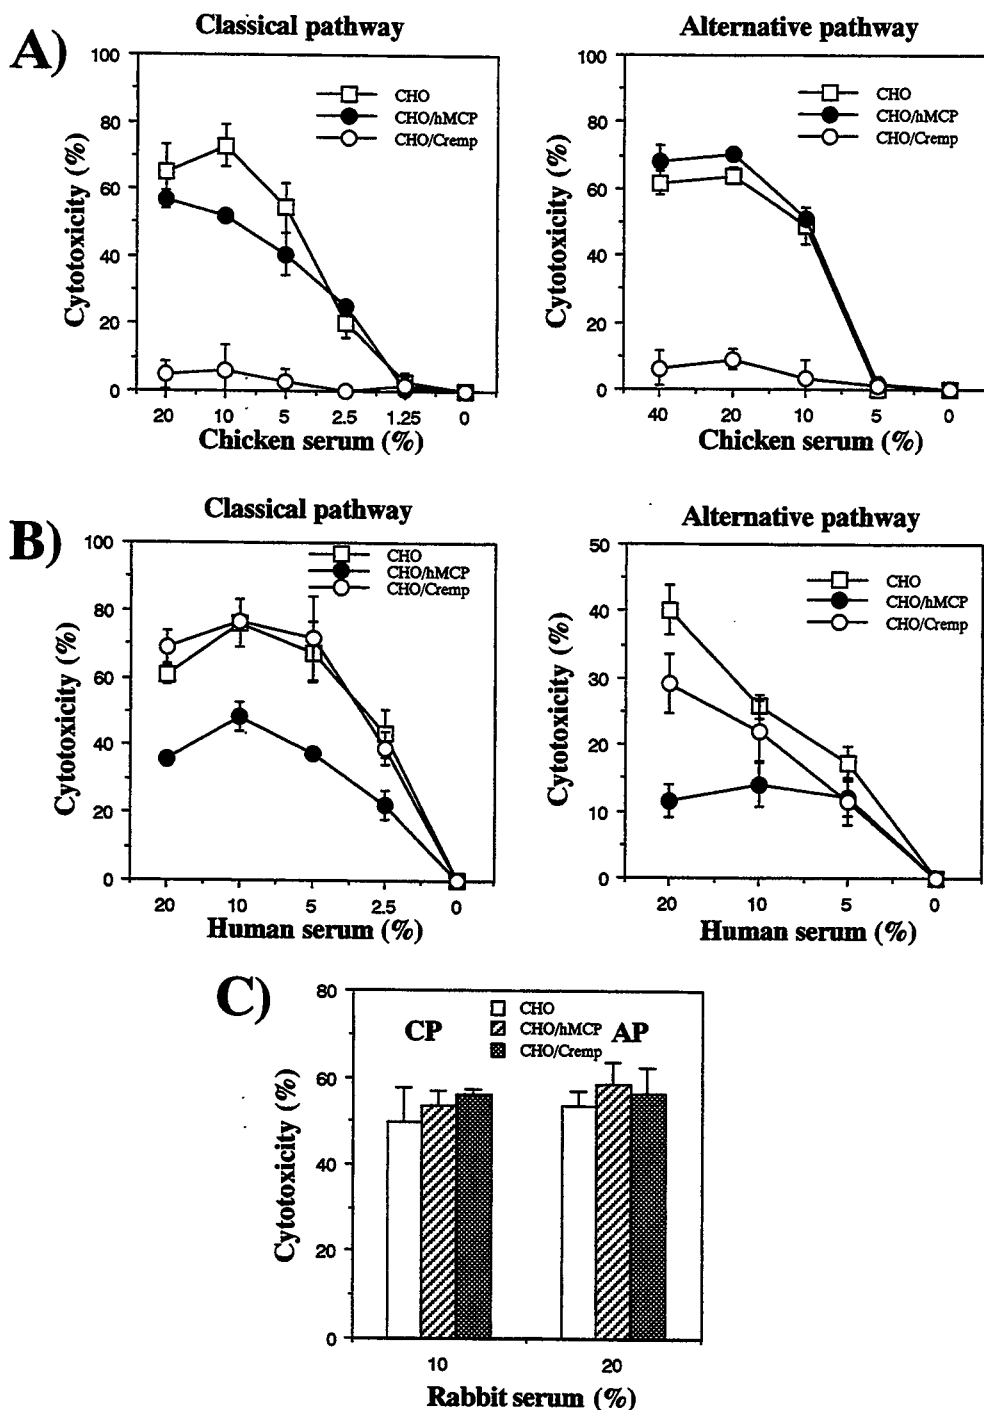 A)
Classical pathway
100
80
60
40
20
0
Cytotoxicity (%)
CHO
CHO/hMCP
CHO/Cremp
20 10 5 2.5 1.25 0
Chicken serum (%)
Alternative pathway
100
80
60
40
20
0
Cytotoxicity (%)
CHO
CHO/hMCP
CHO/Cremp
40 20 10 5 0
Chicken serum (%)
B)
Classical pathway
100
80
60
40
20
0
Cytotoxicity (%)
CHO
CHO/hMCP
CHO/Cremp
20 10 5 2.5 0
Human serum (%)
Alternative pathway
50
40
30
20
10
0
Cytotoxicity (%)
CHO
CHO/hMCP
CHO/Cremp
20 10 5 0
Human serum (%)
C)
80
60
40
20
0
Cytotoxicity (%)
CP
CHO
CHO/hMCP
CHO/Cremp
AP
10 20
Rabbit serum (%)